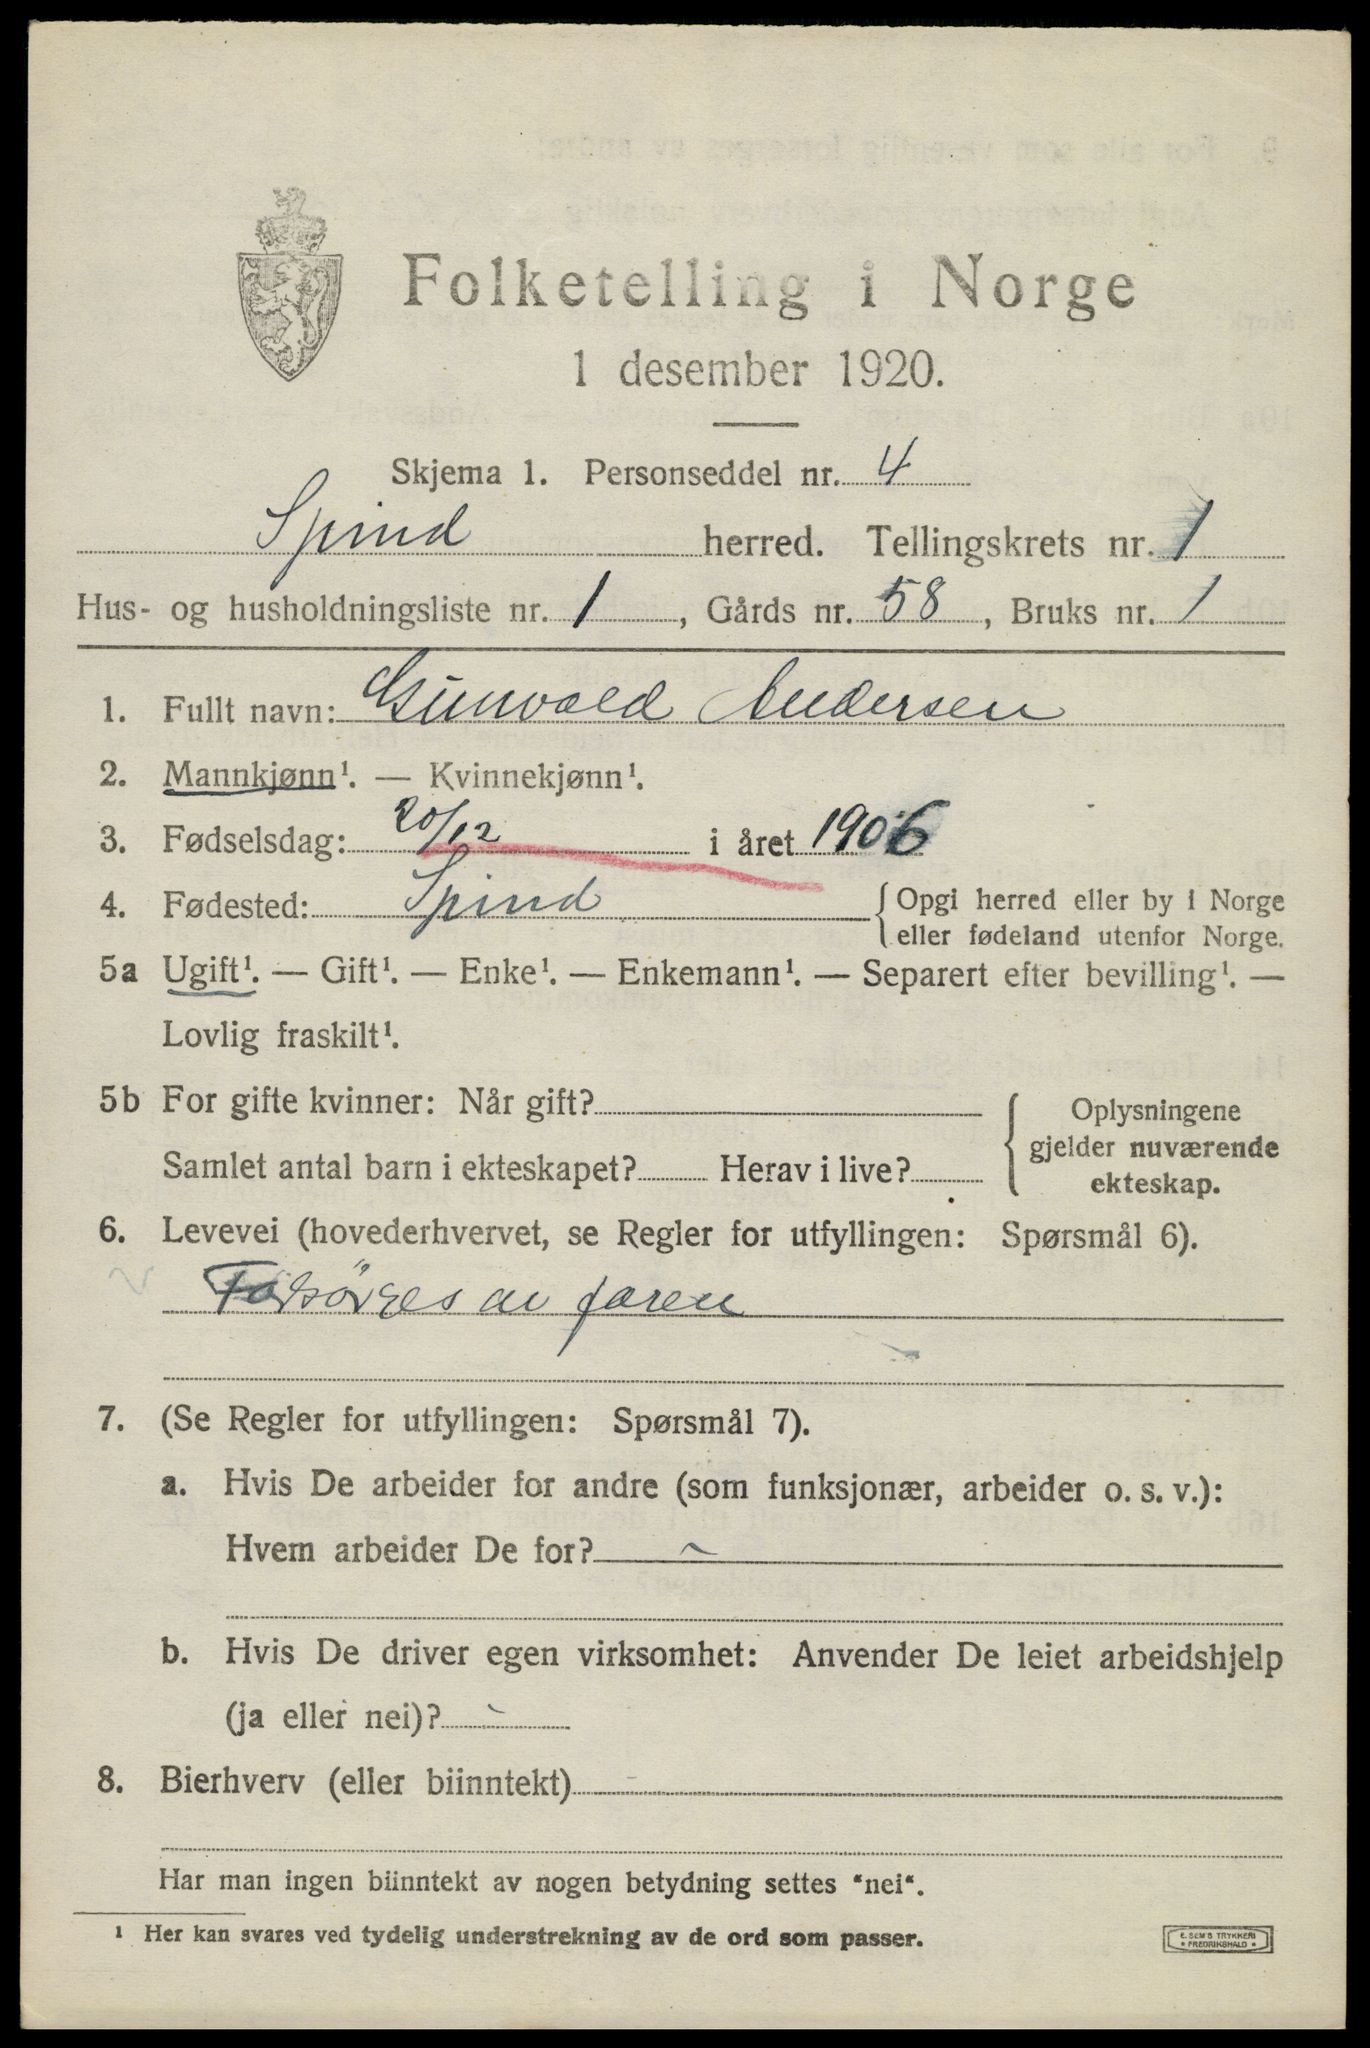 Folketelling i Norge
1 desember 1920.
Skjema 1. Personseddel nr. 4
Spind herred. Tellingskrets nr. 1
Hus- og husholdningsliste nr. 1, Gårds nr. 58, Bruks nr. 1
1. Fullt navn: Gunvald Andersen
2. Mannkjønn¹. — Kvinnekjønn¹.
3. Fødselsdag: 20/12 i året 1906
4. Fødested: Spind {Opgi herred eller by i Norge
eller fødeland utenfor Norge.
5a Ugift¹. — Gift¹. — Enke¹. — Enkemann¹. — Separert efter bevilling¹. —
Lovlig fraskilt¹.
5b For gifte kvinner: Når gift?
Samlet antal barn i ekteskapet? Herav i live?
Oplysningene
gjelder nuværende
ekteskap.
6. Levevei (hovederhvervet, se Regler for utfyllingen: Spørsmål 6).
Forsörges av faren
7. (Se Regler for utfyllingen: Spørsmål 7).
a. Hvis De arbeider for andre (som funksjonær, arbeider o. s. v.):
Hvem arbeider De for? -
b. Hvis De driver egen virksomhet: Anvender De leiet arbeidshjelp
(ja eller nei)? -
8. Bierhverv (eller biinntekt) -
Har man ingen biinntekt av nogen betydning settes "nei".
¹ Her kan svares ved tydelig understrekning av de ord som passer.
E. SEM'S TRYKKERI
* FREDRIKSHALD *